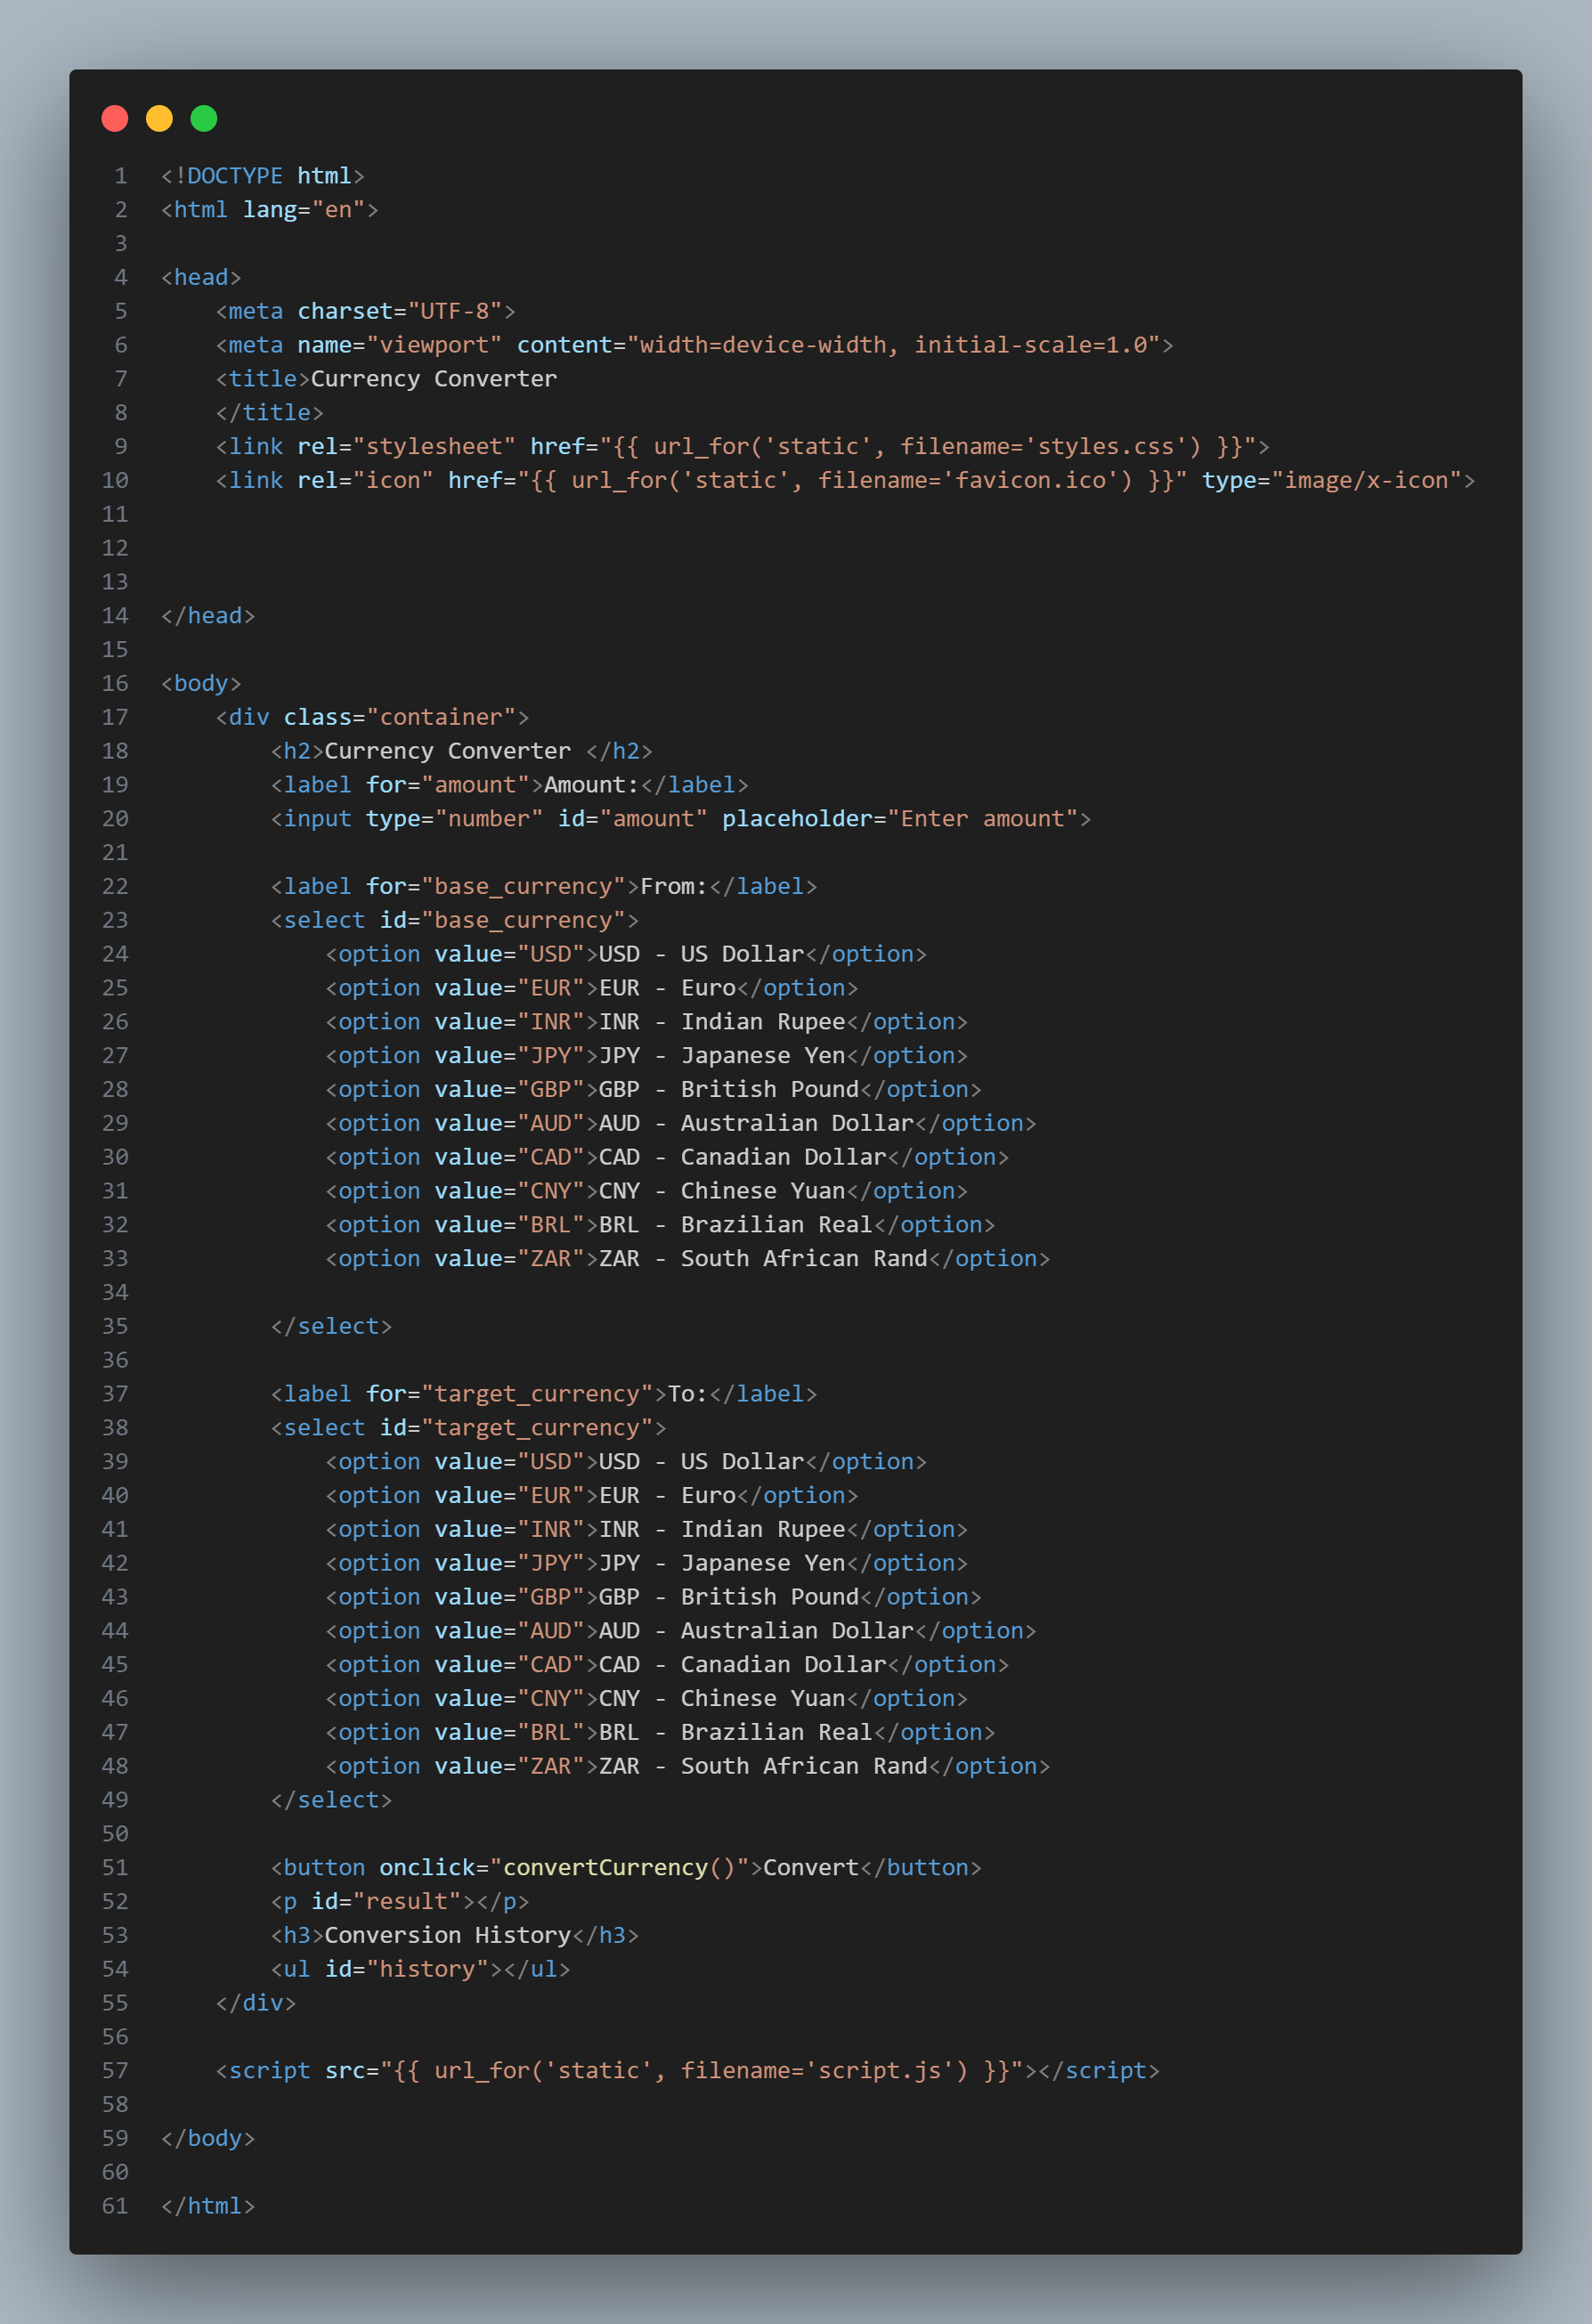 1 <!DOCTYPE html>
2 <html lang="en">
3
4 <head>
5     <meta charset="UTF-8">
6     <meta name="viewport" content="width=device-width, initial-scale=1.0">
7     <title>Currency Converter
8     </title>
9     <link rel="stylesheet" href="{{ url_for('static', filename='styles.css') }}">
10     <link rel="icon" href="{{ url_for('static', filename='favicon.ico') }}" type="image/x-icon">
11
12
13
14 </head>
15
16 <body>
17     <div class="container">
18         <h2>Currency Converter </h2>
19         <label for="amount">Amount:</label>
20         <input type="number" id="amount" placeholder="Enter amount">
21
22         <label for="base_currency">From:</label>
23         <select id="base_currency">
24             <option value="USD">USD - US Dollar</option>
25             <option value="EUR">EUR - Euro</option>
26             <option value="INR">INR - Indian Rupee</option>
27             <option value="JPY">JPY - Japanese Yen</option>
28             <option value="GBP">GBP - British Pound</option>
29             <option value="AUD">AUD - Australian Dollar</option>
30             <option value="CAD">CAD - Canadian Dollar</option>
31             <option value="CNY">CNY - Chinese Yuan</option>
32             <option value="BRL">BRL - Brazilian Real</option>
33             <option value="ZAR">ZAR - South African Rand</option>
34
35         </select>
36
37         <label for="target_currency">To:</label>
38         <select id="target_currency">
39             <option value="USD">USD - US Dollar</option>
40             <option value="EUR">EUR - Euro</option>
41             <option value="INR">INR - Indian Rupee</option>
42             <option value="JPY">JPY - Japanese Yen</option>
43             <option value="GBP">GBP - British Pound</option>
44             <option value="AUD">AUD - Australian Dollar</option>
45             <option value="CAD">CAD - Canadian Dollar</option>
46             <option value="CNY">CNY - Chinese Yuan</option>
47             <option value="BRL">BRL - Brazilian Real</option>
48             <option value="ZAR">ZAR - South African Rand</option>
49         </select>
50
51         <button onclick="convertCurrency()">Convert</button>
52         <p id="result"></p>
53         <h3>Conversion History</h3>
54         <ul id="history"></ul>
55     </div>
56
57     <script src="{{ url_for('static', filename='script.js') }}"></script>
58
59 </body>
60
61 </html>